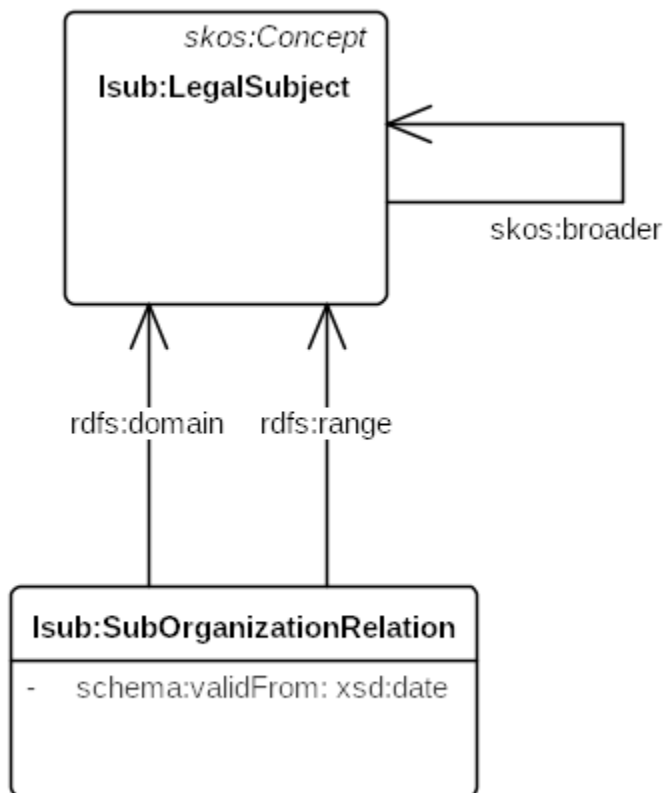 skos:Concept
lsub:LegalSubject
skos:broader
rdfs:domain rdfs:range
lsub:SubOrganizationRelation
- schema:validFrom: xsd:date